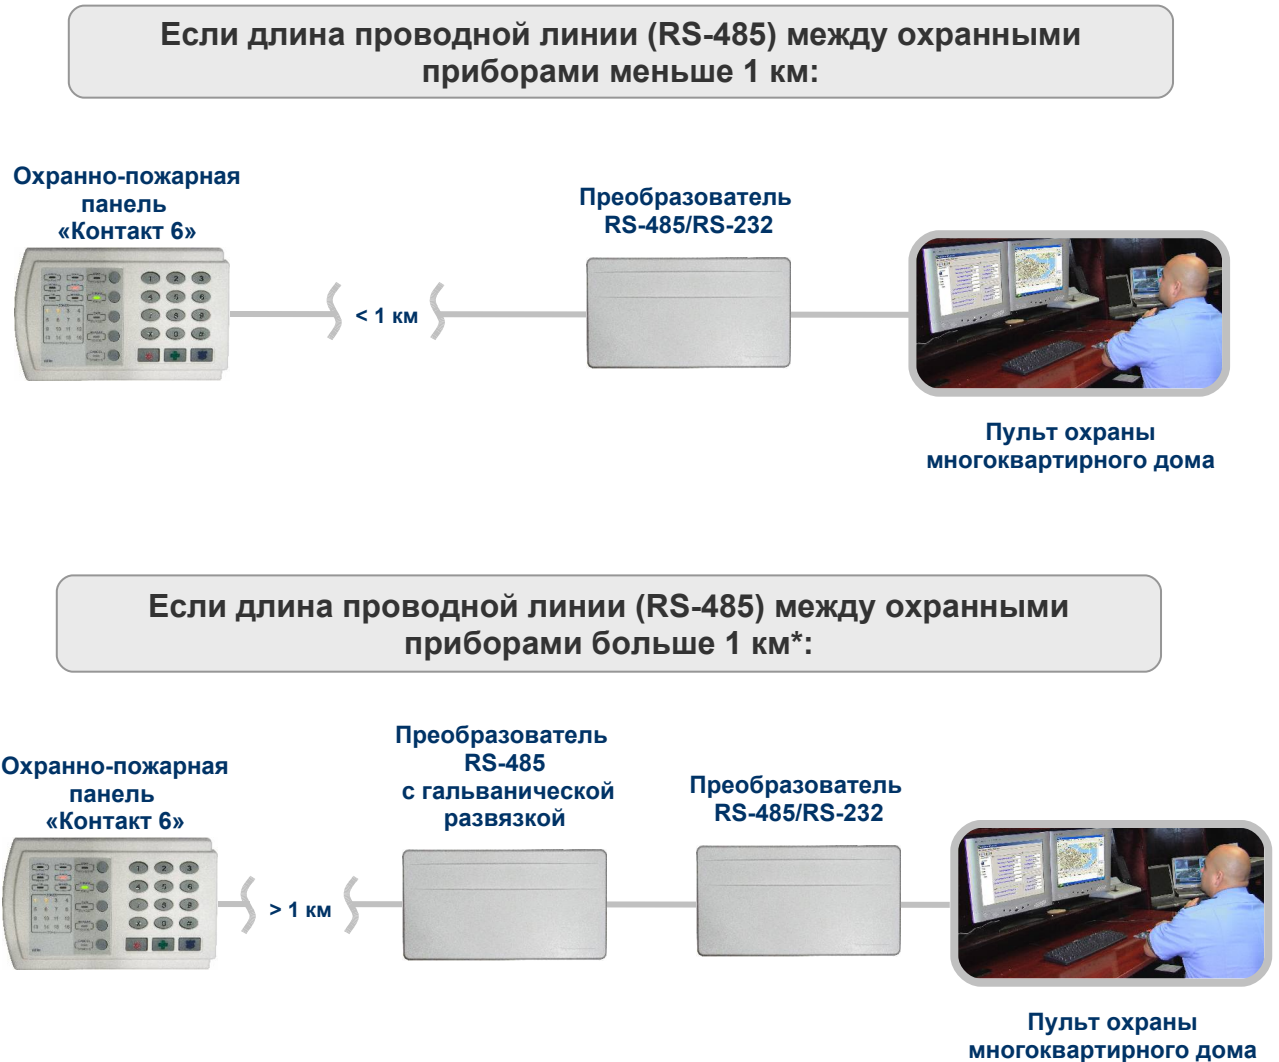 Если длина проводной линии (RS-485) между охранными
приборами меньше 1 км:
Охранно-пожарная
панель
«Контакт 6»
Преобразователь
RS-485/RS-232
< 1 км
Пульт охраны
многоквартирного дома
Если длина проводной линии (RS-485) между охранными
приборами больше 1 км*:
Охранно-пожарная
панель
«Контакт 6»
Преобразователь
RS-485
с гальванической
развязкой
Преобразователь
RS-485/RS-232
> 1 км
Пульт охраны
многоквартирного дома